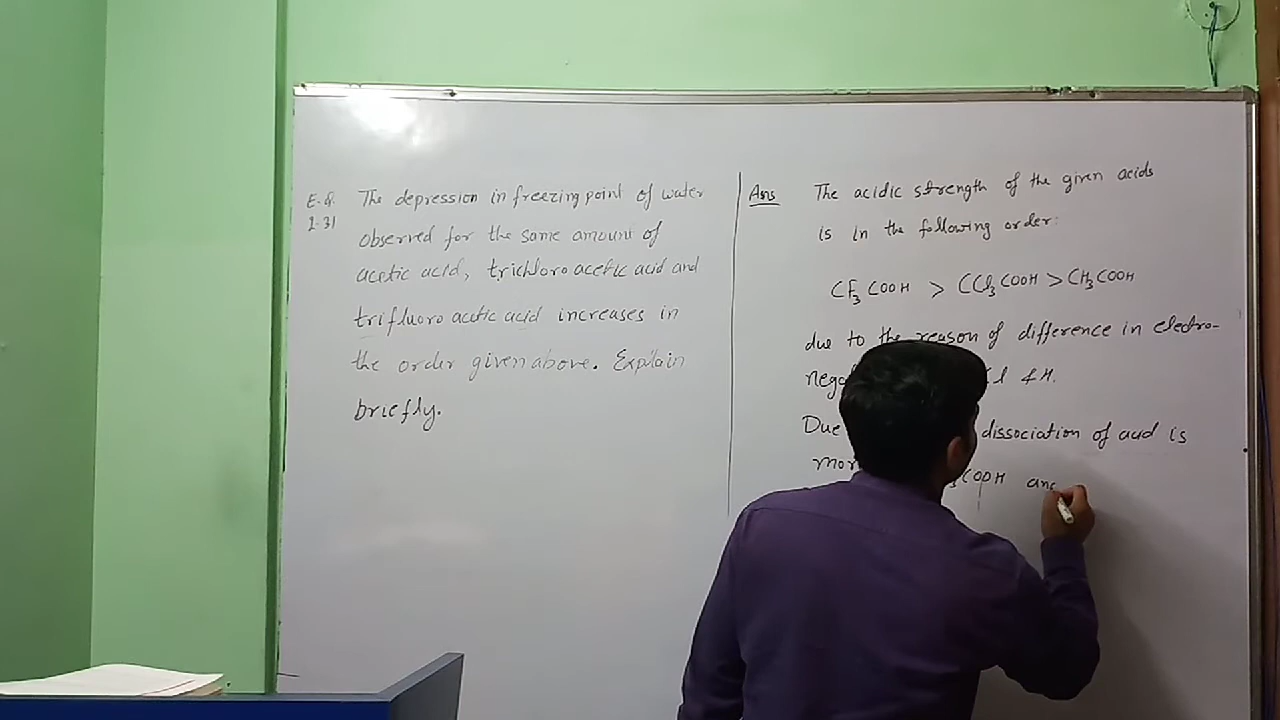 E.Q. The depression in freezing point of water
1.31 observed for the same amount of
acetic acid, trichloro acetic acid and
trifluoro acetic acid increases in
the order given above. Explain
briefly.
Ans The acidic strength of the given acids
is in the following order:
CF3COOH > CCl3COOH > CH3COOH
due to the reason of difference in electro-
& H.
Due dissociation of acid is
COOH